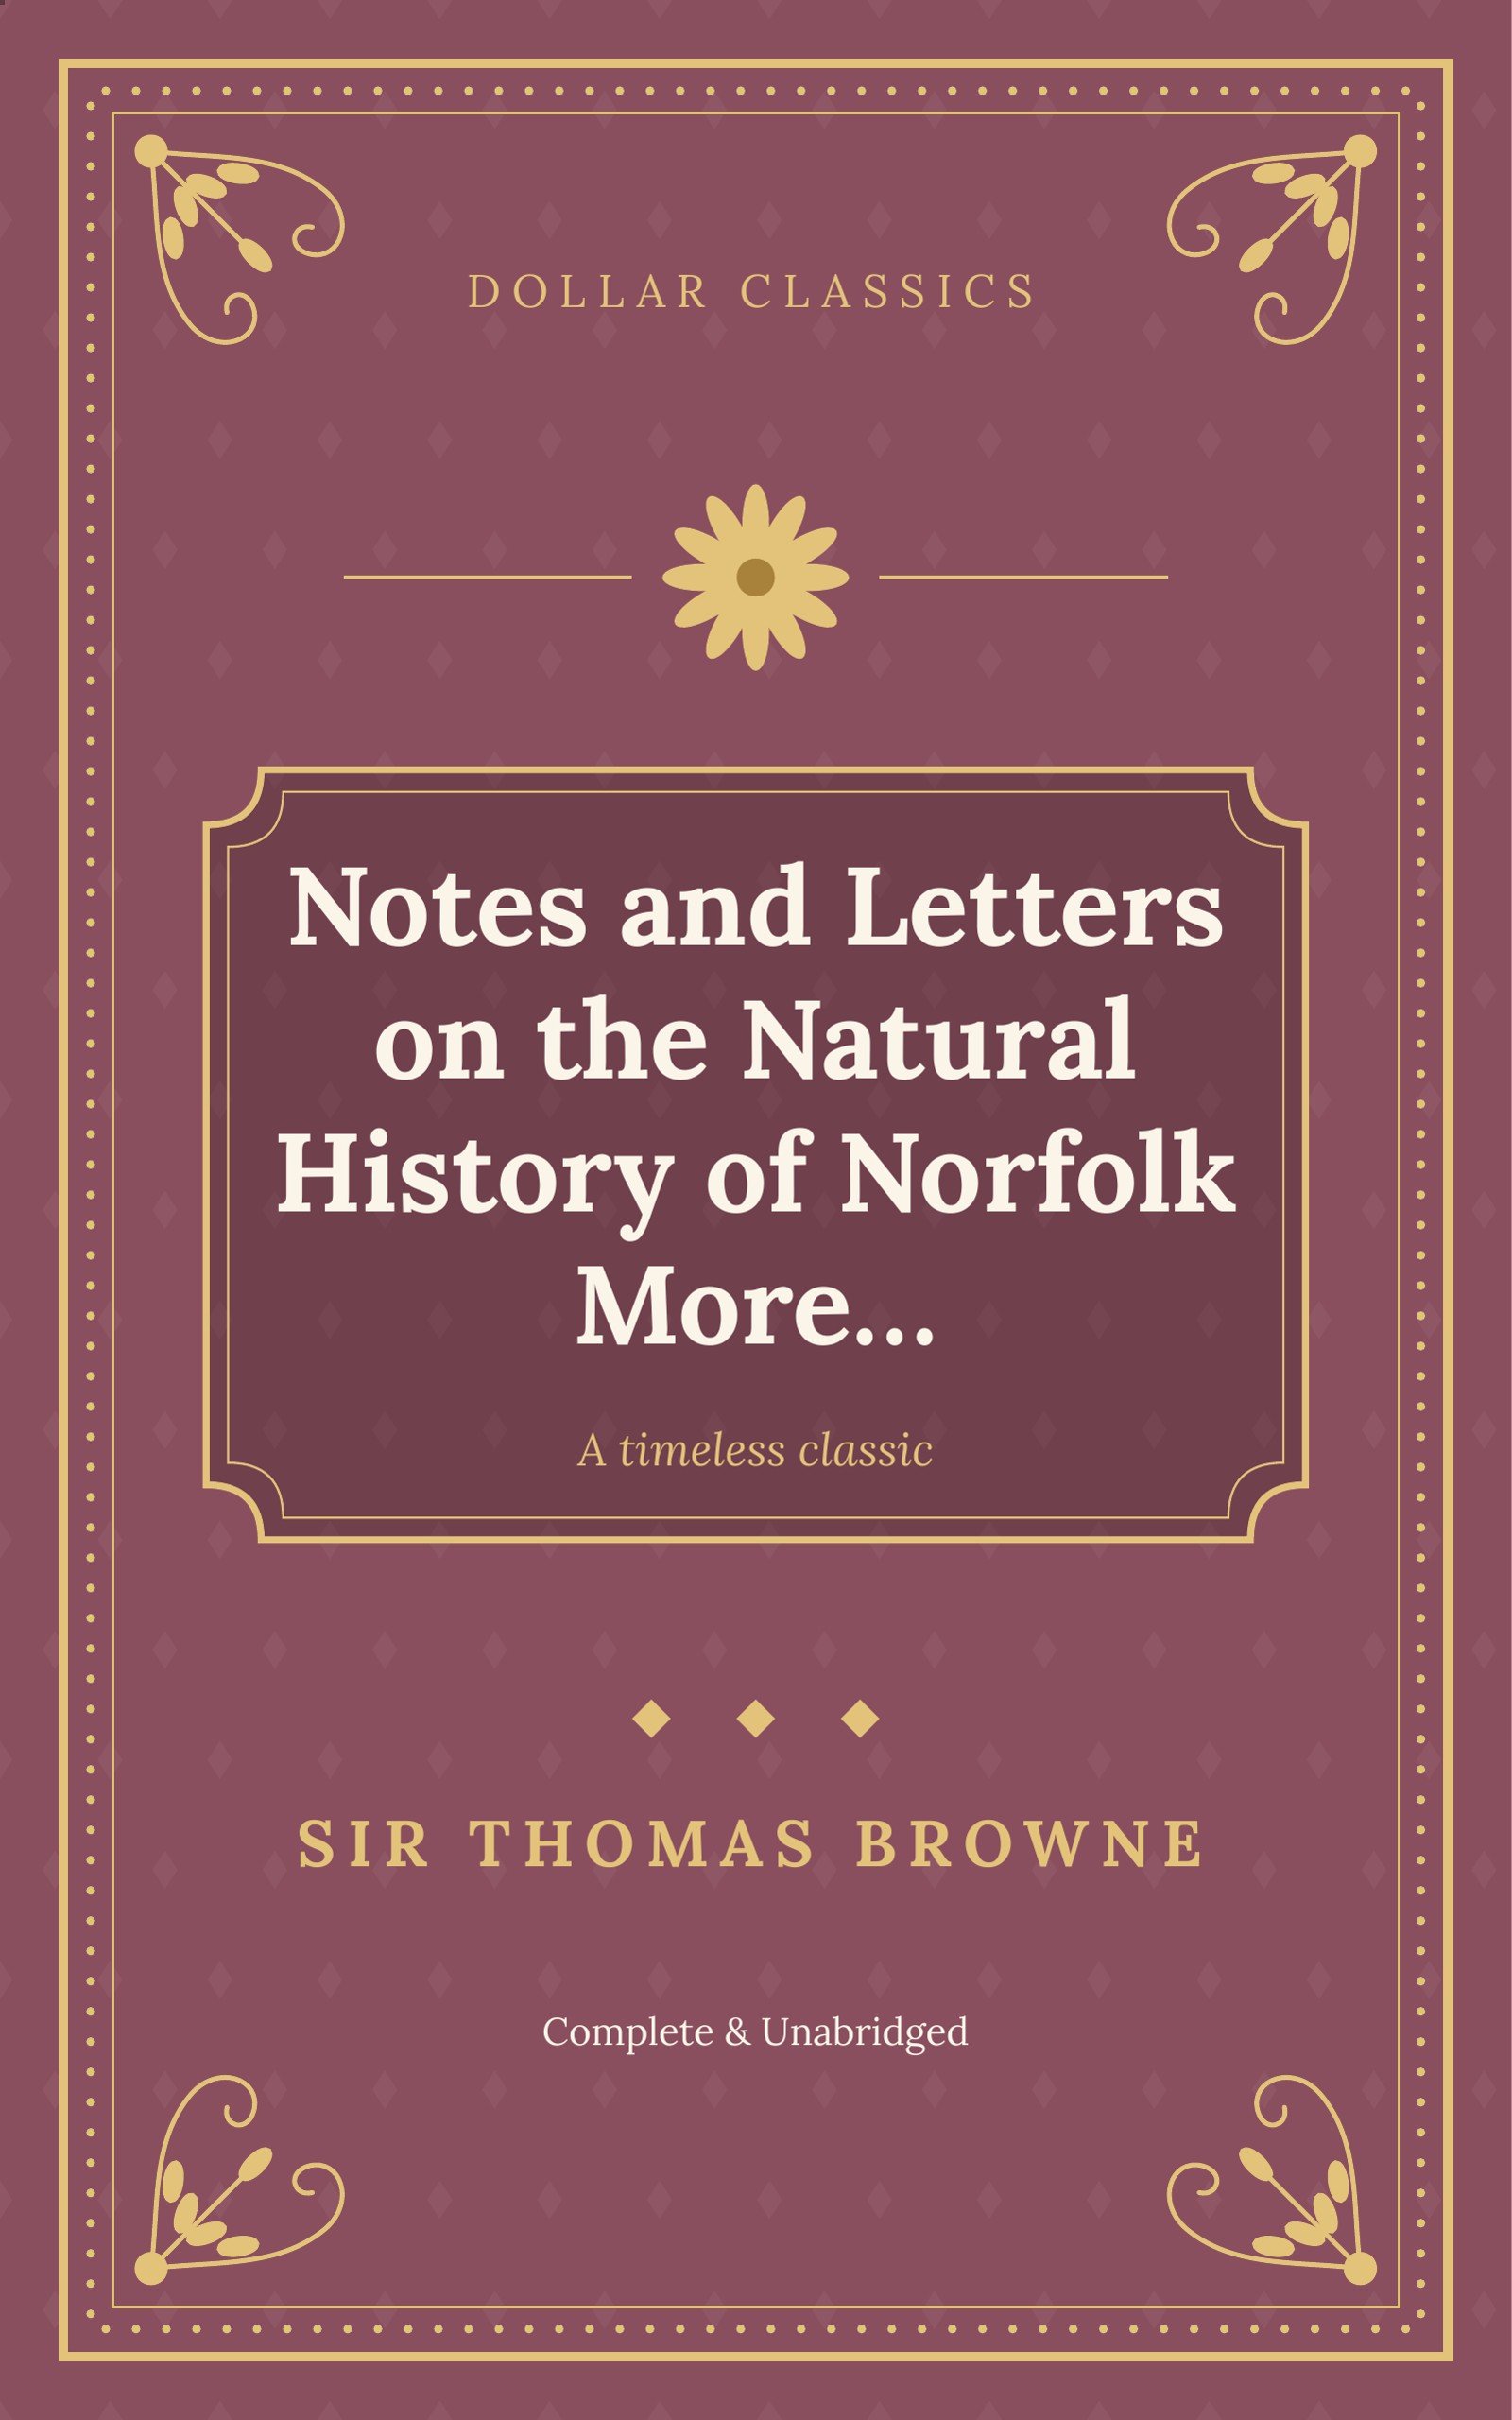 DOLLAR CLASSICS
Notes and Letters
on the Natural
History of Norfolk
More...
A timeless classic
SIR THOMAS BROWNE
Complete & Unabridged